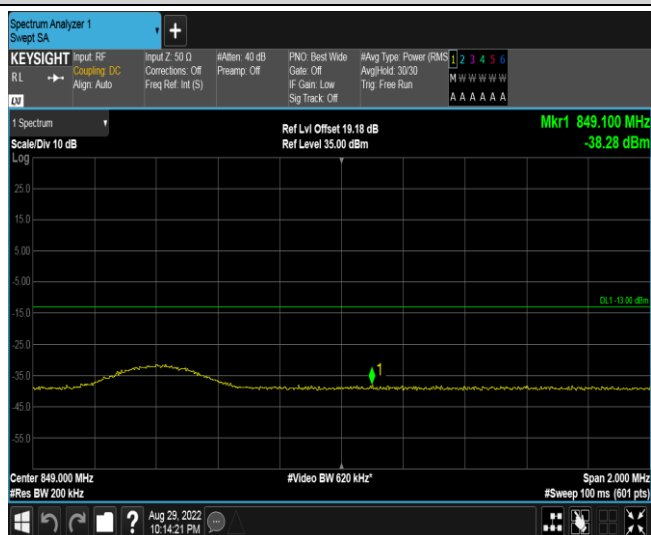 Spectrum Analyzer 1
Swept SA
+
KEYSIGHT
RL
Input: RF
Coupling: DC
Align: Auto
Input Z: 50 Ω
Corrections: Off
Freq Ref: Int (S)
#Atten: 40 dB
Preamp: Off
PNO: Best Wide
Gate: Off
IF Gain: Low
Sig Track: Off
#Avg Type: Power (RMS
Avg|Hold: 30/30
Trig: Free Run
1 2 3 4 5 6
M W W W W W
A A A A A A
LXI
1 Spectrum
Scale/Div 10 dB
Log
Ref Lvl Offset 19.18 dB
Ref Level 35.00 dBm
Mkr1 849.100 MHz
-38.28 dBm
25.0
15.0
5.00
-5.00
DL1 -13.00 dBm
-15.0
-25.0
1
-35.0
-45.0
-55.0
Center 849.000 MHz
#Video BW 620 kHz*
Span 2.000 MHz
#Res BW 200 kHz
#Sweep 100 ms (601 pts)
?
Aug 29, 2022
10:14:21 PM